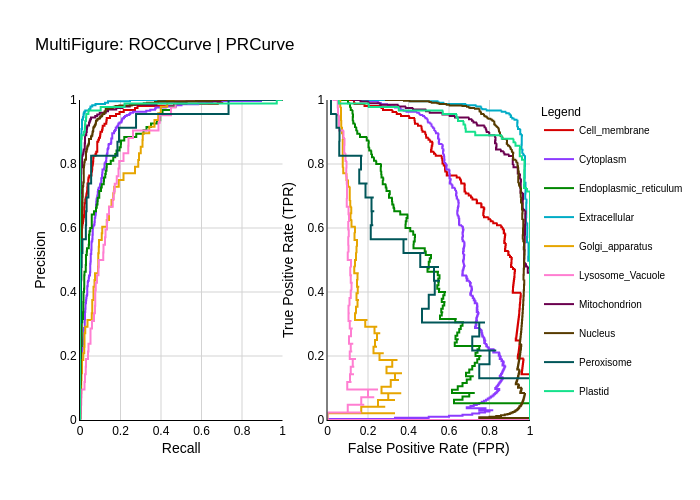 MultiFigure: ROCCurve | PRCurve
Precision
1
0.8
0.6
0.4
0.2
0
0
0.2
0.4
0.6
0.8
1
Recall
True Positive Rate (TPR)
1
0.8
0.6
0.4
0.2
0
0
0.2
0.4
0.6
0.8
1
False Positive Rate (FPR)
Legend
Cell_membrane
Cytoplasm
Endoplasmic_reticulum
Extracellular
Golgi_apparatus
Lysosome_Vacuole
Mitochondrion
Nucleus
Peroxisome
Plastid